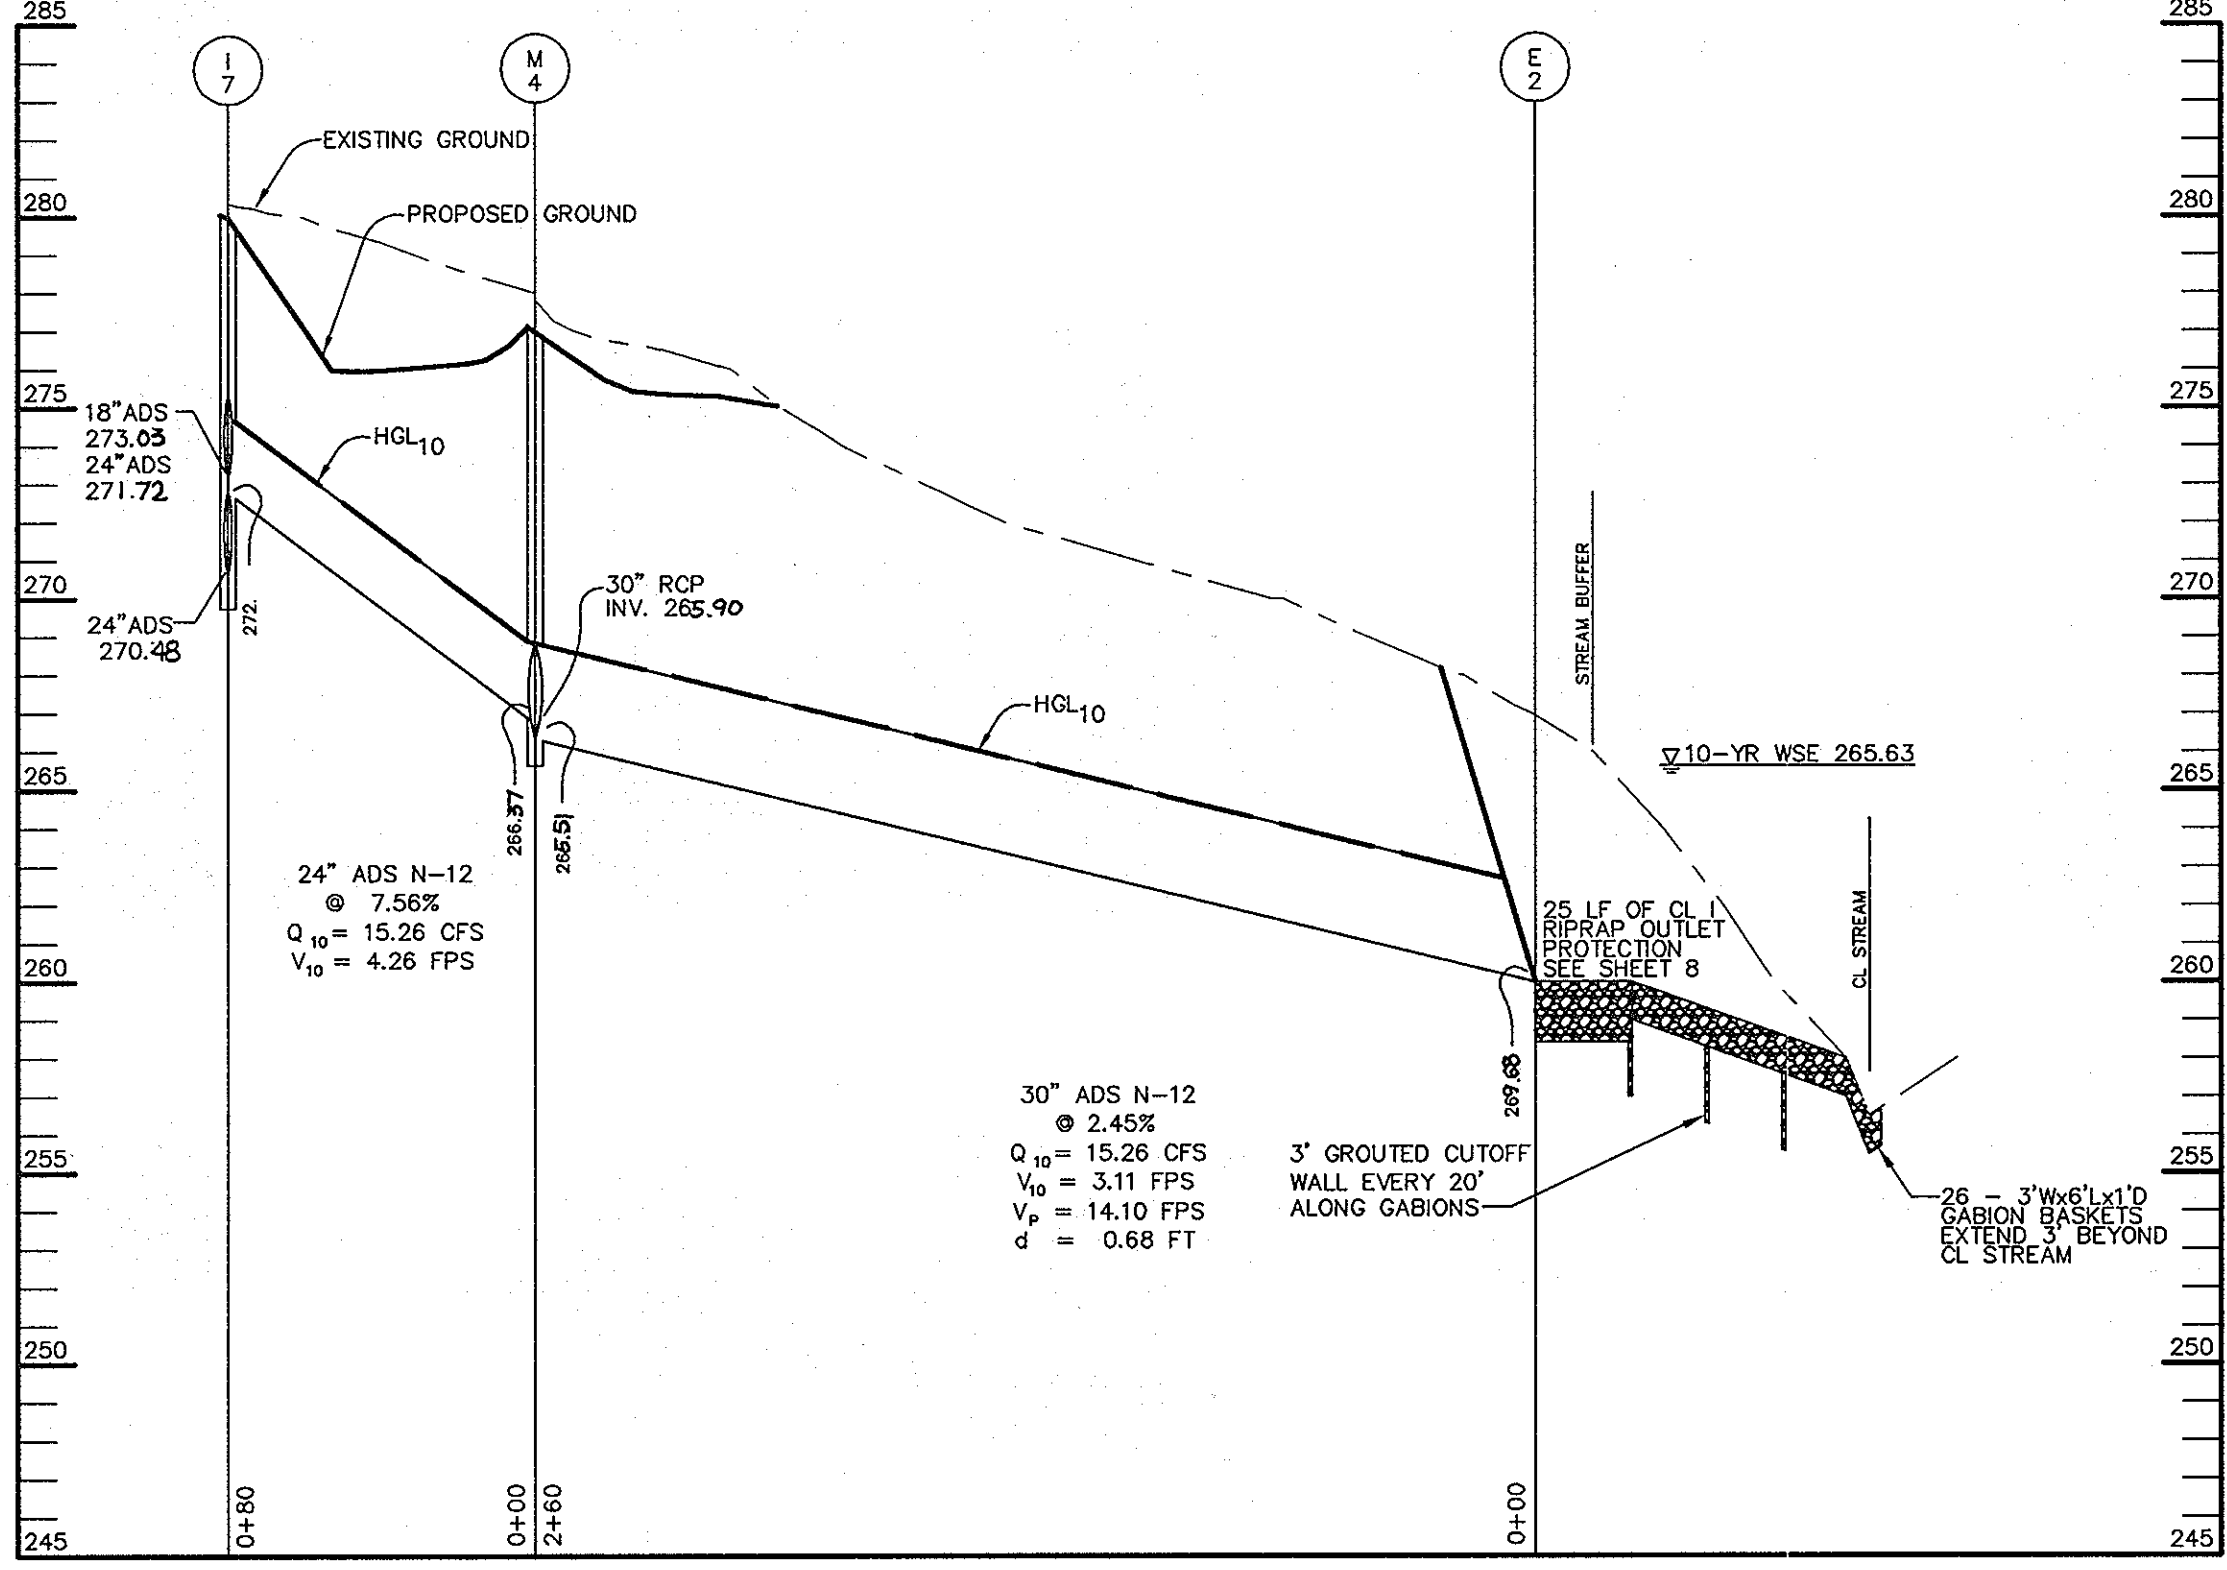 285
285
I
7
M
4
E
2
EXISTING GROUND
280
280
PROPOSED GROUND
275
275
18"ADS
273.03
24"ADS
271.72
HGL10
STREAM BUFFER
270
270
30" RCP
INV. 265.90
24"ADS
270.48
272.
HGL10
10-YR WSE 265.63
265
265
266.37
265.51
24" ADS N-12
@ 7.56%
Q10= 15.26 CFS
V10 = 4.26 FPS
25 LF OF CL I
RIPRAP OUTLET
PROTECTION
SEE SHEET 8
CL STREAM
260
260
30" ADS N-12
@ 2.45%
Q10= 15.26 CFS
V10 = 3.11 FPS
VP = 14.10 FPS
d = 0.68 FT
3' GROUTED CUTOFF
WALL EVERY 20'
ALONG GABIONS
255
255
26 - 3'Wx6'Lx1'D
GABION BASKETS
EXTEND 3' BEYOND
CL STREAM
250
250
0+80
0+00
2+60
0+00
245
245